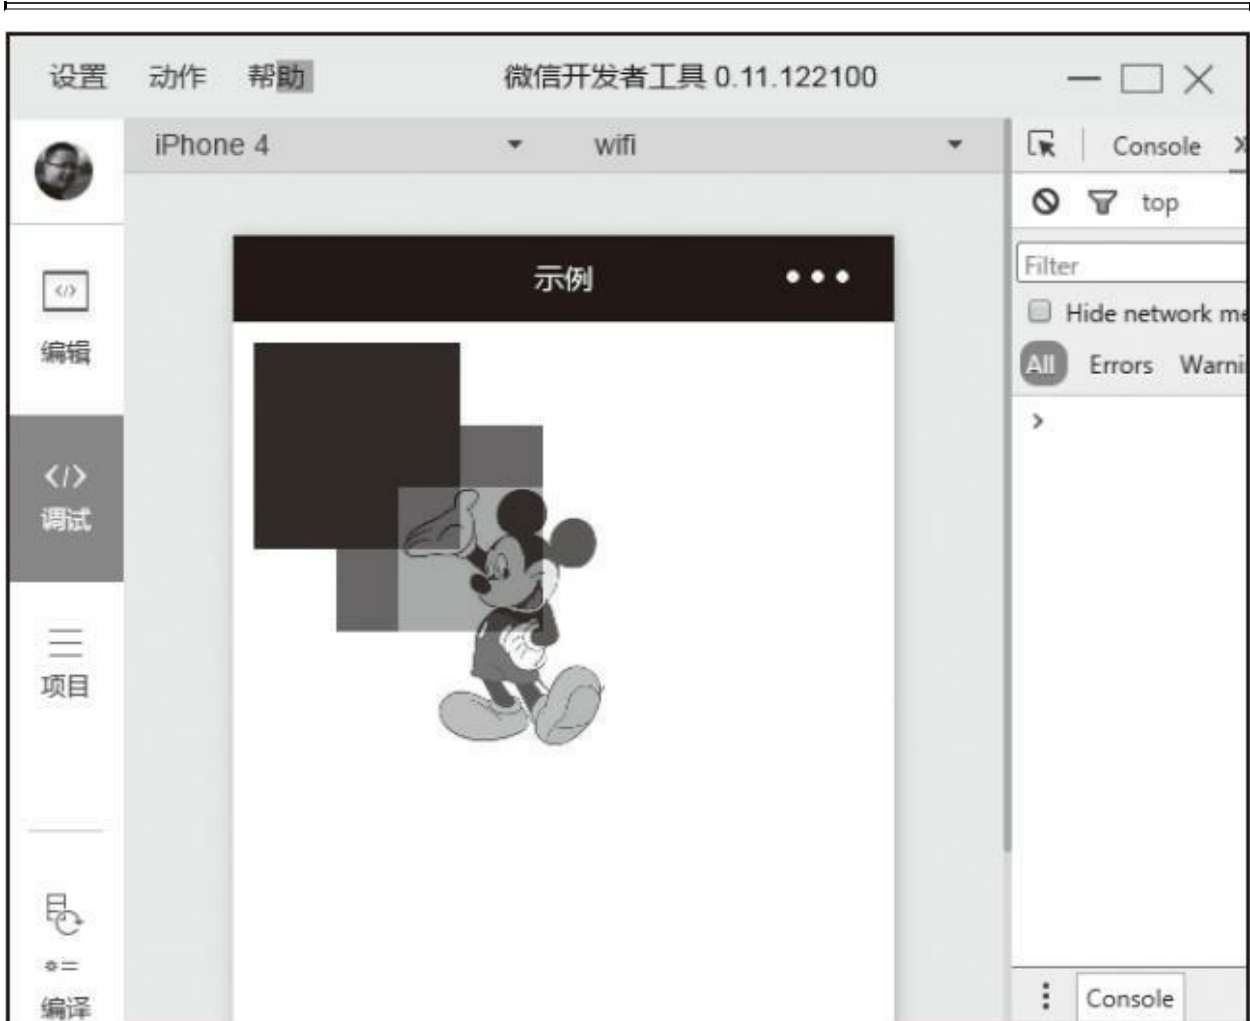 设置 动作 帮助 微信开发者工具 0.11.122100
iPhone 4 wifi
Console
top
示例
Filter
Hide network me
编辑
All Errors Warni
调试
项目
编译
Console